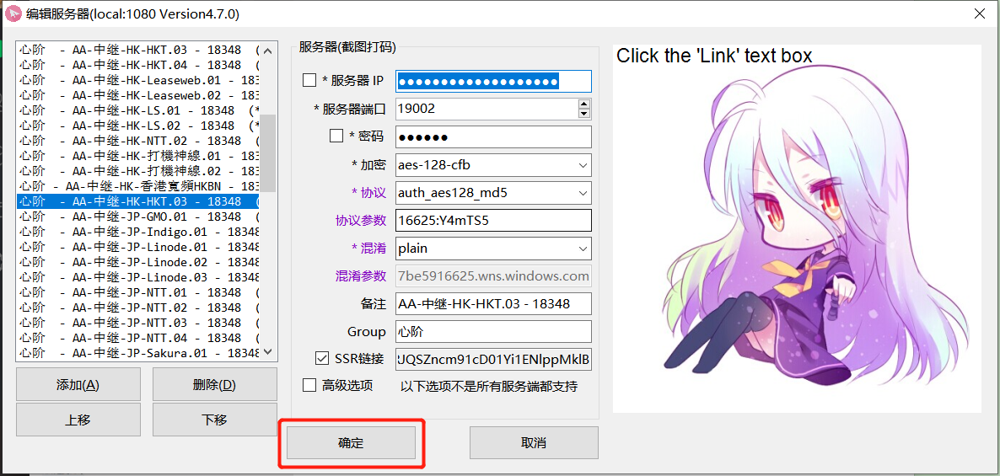 编辑服务器(local:1080 Version4.7.0)
心阶 - AA-中继-HK-HKT.03 - 18348 (
心阶 - AA-中继-HK-HKT.04 - 18348 (
心阶 - AA-中继-HK-Leaseweb.01 - 183
心阶 - AA-中继-HK-Leaseweb.02 - 183
心阶 - AA-中继-HK-LS.01 - 18348 (*
心阶 - AA-中继-HK-LS.02 - 18348 (*
心阶 - AA-中继-HK-NTT.02 - 18348 (
心阶 - AA-中继-HK-打機神線.01 - 183
心阶 - AA-中继-HK-打機神線.02 - 183
心阶 - AA-中继-HK-香港寬頻HKBN - 183
心阶 - AA-中继-HK-HKT.03 - 18348 (
心阶 - AA-中继-JP-GMO.01 - 18348 (
心阶 - AA-中继-JP-Indigo.01 - 18348
心阶 - AA-中继-JP-Linode.01 - 18348
心阶 - AA-中继-JP-Linode.02 - 18348
心阶 - AA-中继-JP-Linode.03 - 18348
心阶 - AA-中继-JP-NTT.01 - 18348 (
心阶 - AA-中继-JP-NTT.02 - 18348 (
心阶 - AA-中继-JP-NTT.03 - 18348 (
心阶 - AA-中继-JP-NTT.04 - 18348 (
心阶 - AA-中继-JP-Sakura.01 - 18348
添加(A) 删除(D)
上移 下移
服务器(截图打码)
* 服务器 IP ●●●●●●●●●●●●●●●●●●●
* 服务器端口 19002
* 密码 ●●●●●●
* 加密 aes-128-cfb
* 协议 auth_aes128_md5
协议参数 16625:Y4mTS5
* 混淆 plain
混淆参数 7be5916625.wns.windows.com
备注 AA-中继-HK-HKT.03 - 18348
Group 心阶
SSR链接 JQSZncm91cD01Yi1ENlppMklB
高级选项 以下选项不是所有服务端都支持
确定 取消
Click the 'Link' text box